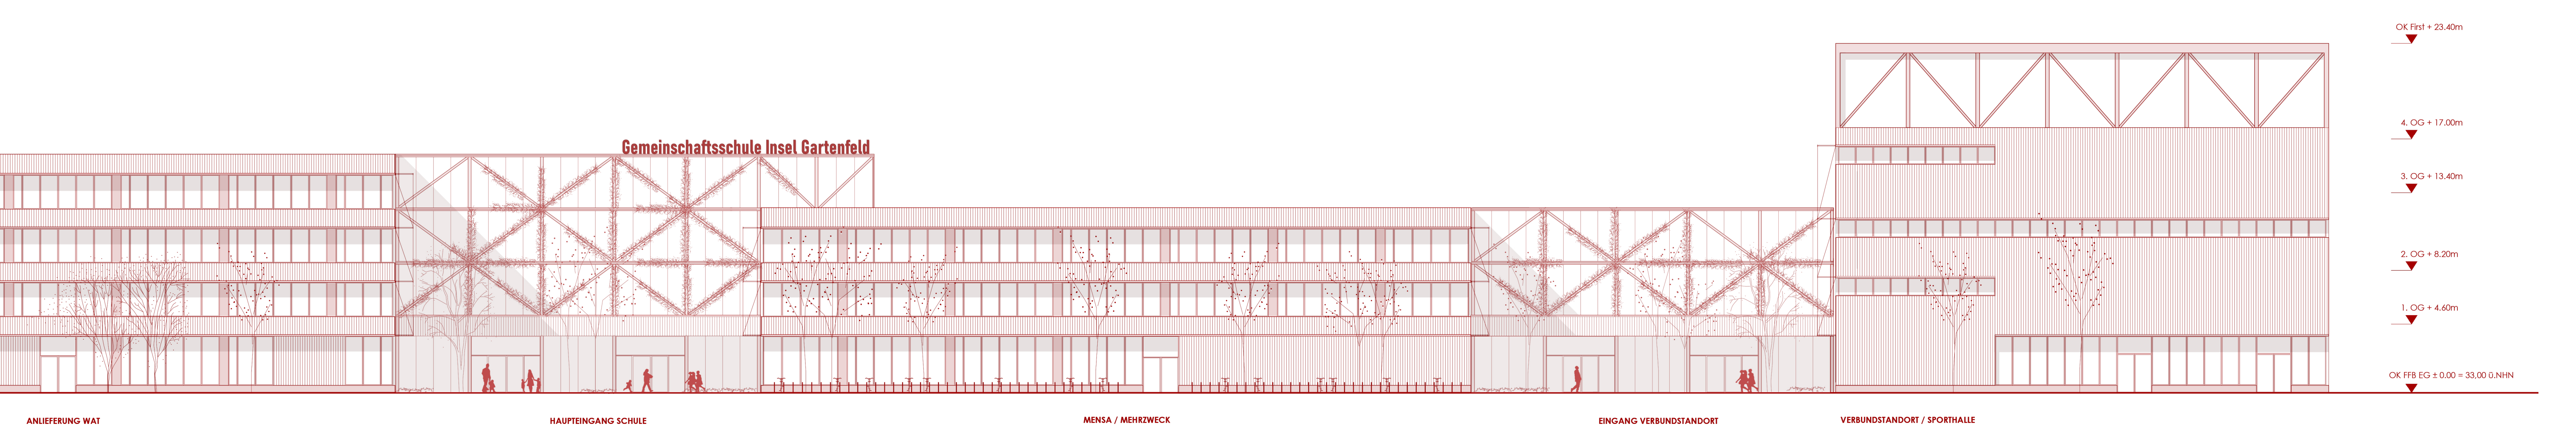 OK First + 23.40m
4. OG + 17.00m
Gemeinschaftsschule Insel Gartenfeld
3. OG + 13.40m
2. OG + 8.20m
1. OG + 4.60m
OK FFB EG ± 0.00 = 33,00 ü.NHN
ANLIEFERUNG WAT
HAUPTEINGANG SCHULE
MENSA / MEHRZWECK
EINGANG VERBUNDSTANDORT
VERBUNDSTANDORT / SPORTHALLE